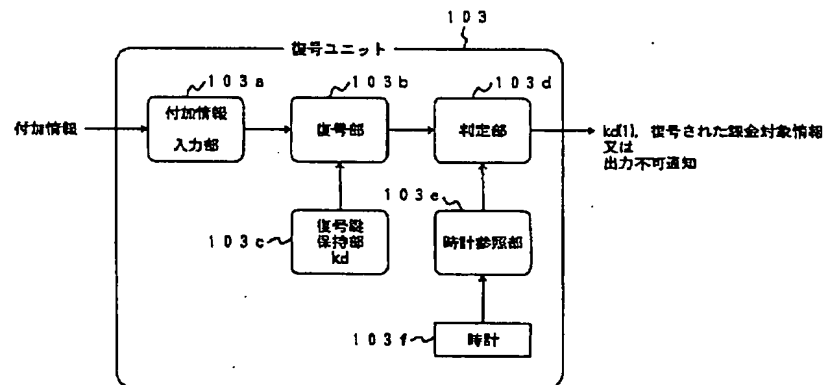 103
復号ユニット
103a
付加情報
入力部
103b
復号部
103d
判定部
付加情報
kd(1), 復号された課金対象情報
又は
出力不可通知
103c
復号鍵
保持部
kd
103e
時計参照部
103f
時計